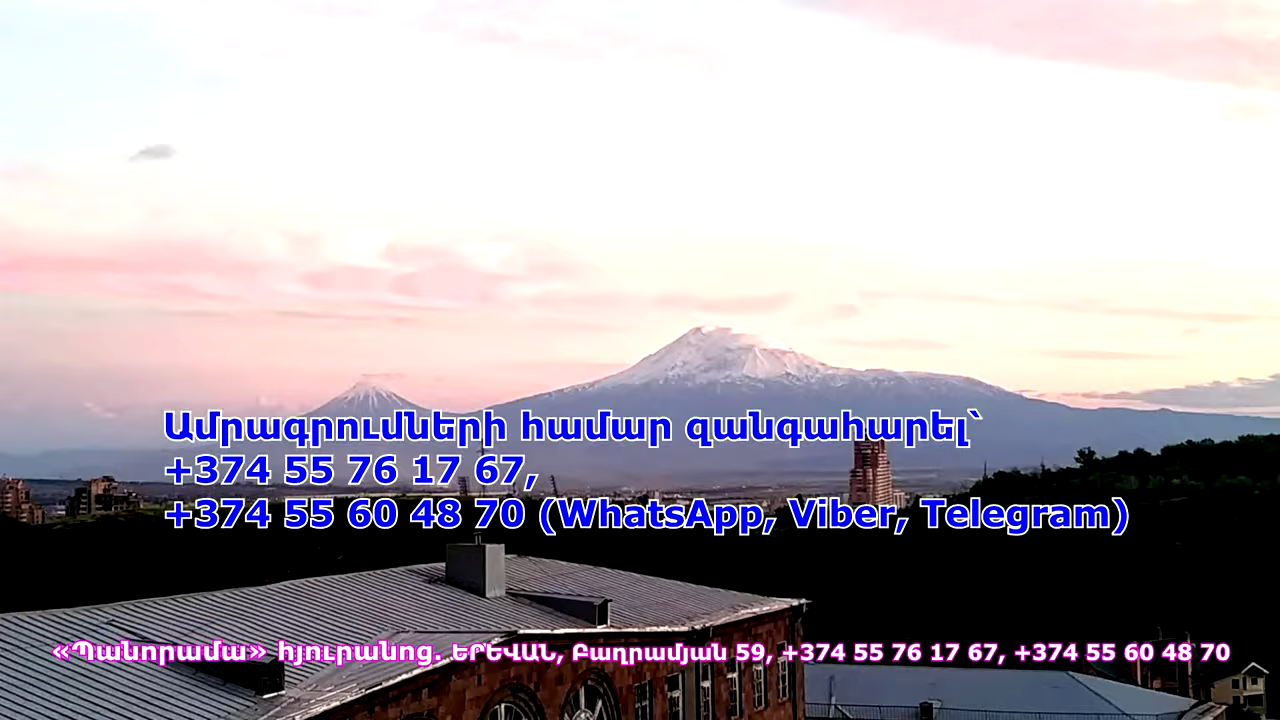 Ամրագրումների համար զանգահարել՝
+374 55 76 17 67,
+374 55 60 48 70 (WhatsApp, Viber, Telegram)
«Պանորամա» հյուրանոց. ԵՐԵՎԱՆ, Բաղրամյան 59, +374 55 76 17 67, +374 55 60 48 70